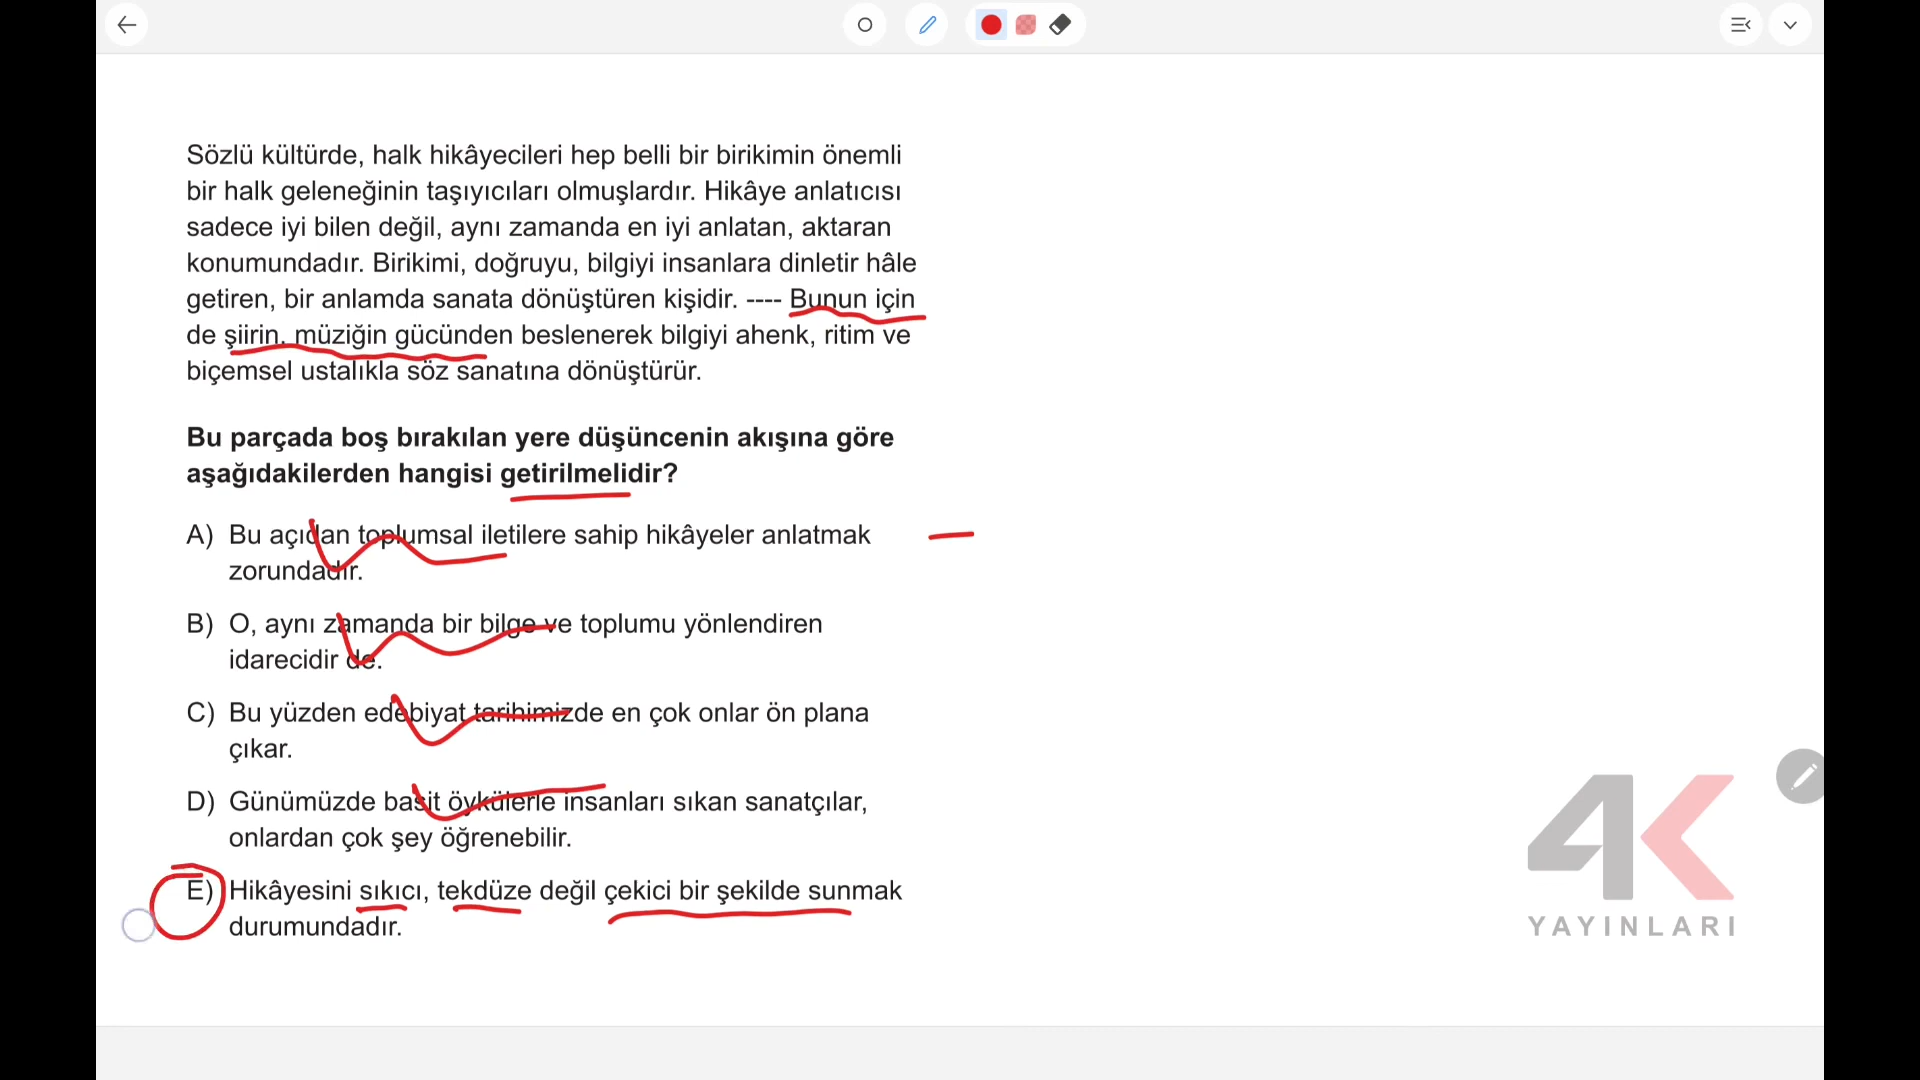 Sözlü kültürde, halk hikâyecileri hep belli bir birikimin önemli
bir halk geleneğinin taşıyıcıları olmuşlardır. Hikâye anlatıcısı
sadece iyi bilen değil, aynı zamanda en iyi anlatan, aktaran
konumundadır. Birikimi, doğruyu, bilgiyi insanlara dinletir hâle
getiren, bir anlamda sanata dönüştüren kişidir. ---- Bunun için
de şiirin, müziğin gücünden beslenerek bilgiyi ahenk, ritim ve
biçemsel ustalıkla söz sanatına dönüştürür.
Bu parçada boş bırakılan yere düşüncenin akışına göre
aşağıdakilerden hangisi getirilmelidir?
A) Bu açıdan toplumsal iletilere sahip hikâyeler anlatmak
zorundadır.
B) O, aynı zamanda bir bilge ve toplumu yönlendiren
idarecidir de.
C) Bu yüzden edebiyat tarihimizde en çok onlar ön plana
çıkar.
D) Günümüzde basit öykülerle insanları sıkan sanatçılar,
onlardan çok şey öğrenebilir.
E) Hikâyesini sıkıcı, tekdüze değil çekici bir şekilde sunmak
durumundadır.
4K
YAYINLARI